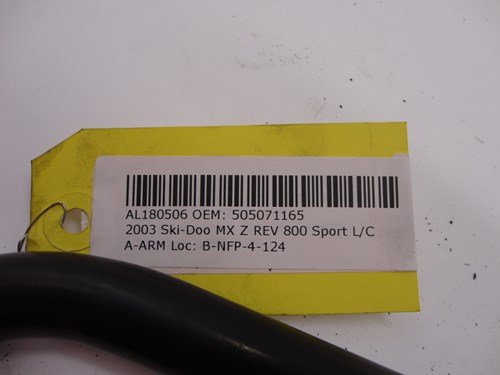 AL180506 OEM: 505071165
2003 Ski-Doo MX Z REV 800 Sport L/C
A-ARM Loc: B-NFP-4-124